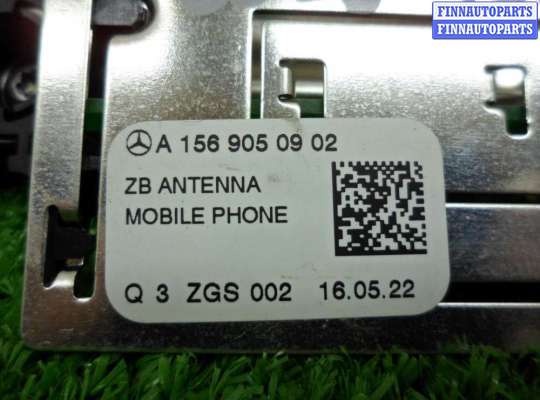 FINNAUTOPARTS
FINNAUTOPARTS
A 156 905 09 02
ZB ANTENNA
MOBILE PHONE
Q 3 ZGS 002 16.05.22